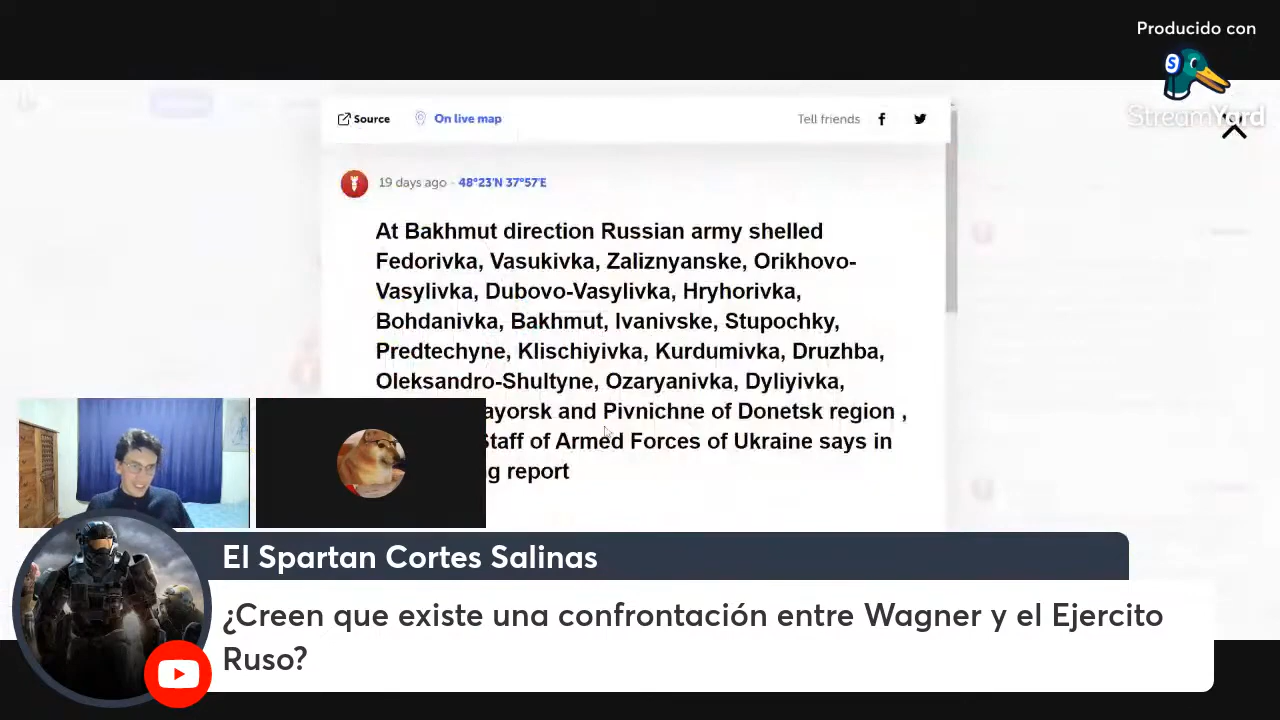 Producido con
StreamYard
Source
On live map
Tell friends
19 days ago - 48°23'N 37°57'E
At Bakhmut direction Russian army shelled
Fedorivka, Vasukivka, Zaliznyanske, Orikhovo-
Vasylivka, Dubovo-Vasylivka, Hryhorivka,
Bohdanivka, Bakhmut, Ivanivske, Stupochky,
Predtechyne, Klischiyivka, Kurdumivka, Druzhba,
Oleksandro-Shultyne, Ozaryanivka, Dyliyivka,
ayorsk and Pivnichne of Donetsk region ,
Staff of Armed Forces of Ukraine says in
g report
El Spartan Cortes Salinas
¿Creen que existe una confrontación entre Wagner y el Ejercito
Ruso?